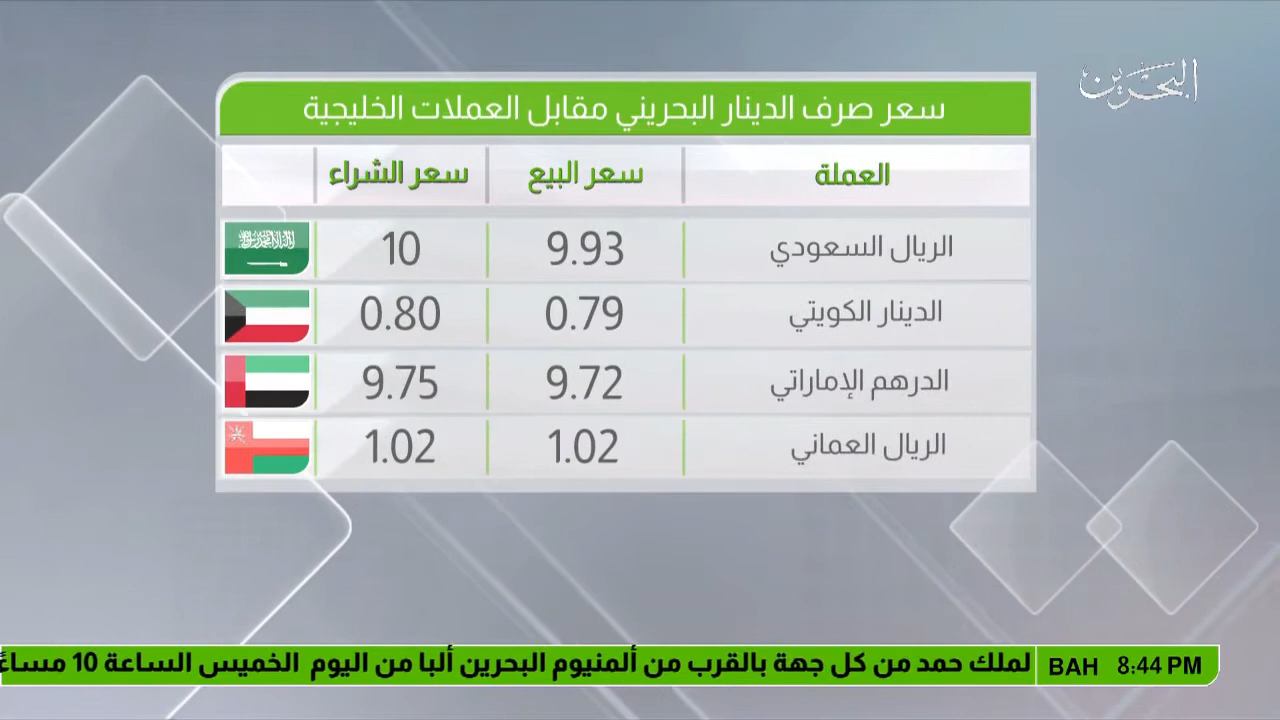 البحرين
سعر صرف الدينار البحريني مقابل العملات الخليجية
العملة سعر البيع سعر الشراء
الريال السعودي 9.93 10
الدينار الكويتي 0.79 0.80
الدرهم الإماراتي 9.72 9.75
الريال العماني 1.02 1.02
BAH 8:44 PM
لملك حمد من كل جهة بالقرب من ألمنيوم البحرين ألبا من اليوم الخميس الساعة 10 مساءً